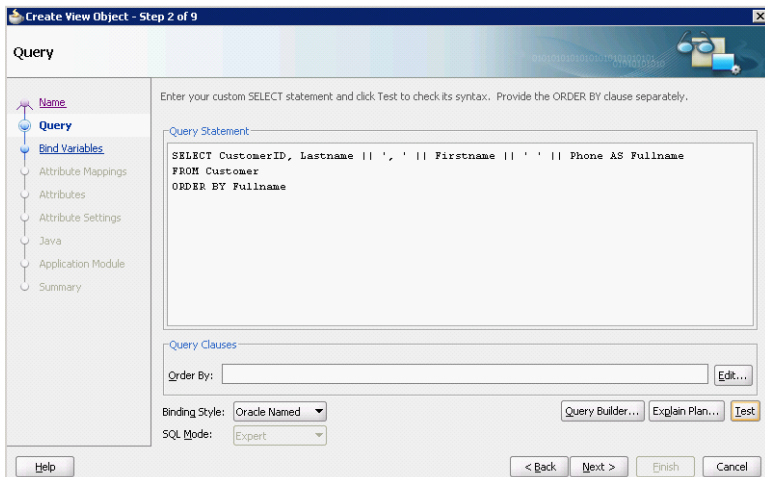 Create View Object - Step 2 of 9
Query
Name
Query
Bind Variables
Attribute Mappings
Attributes
Attribute Settings
Java
Application Module
Summary
Enter your custom SELECT statement and click Test to check its syntax. Provide the ORDER BY clause separately.
Query Statement
SELECT CustomerID, Lastname || ', ' || Firstname || ' ' || Phone AS Fullname
FROM Customer
ORDER BY Fullname
Query Clauses
Order By:
Edit...
Binding Style: Oracle Named
Query Builder... Explain Plan... Test
SQL Mode: Expert
Help
< Back Next > Finish Cancel